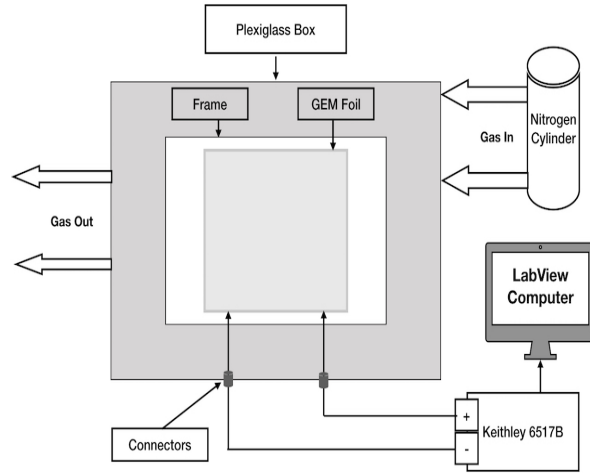 Plexiglass Box
Frame
GEM Foil
Gas In
Nitrogen
Cylinder
Gas Out
LabView
Computer
+
Keithley 6517B
-
Connectors